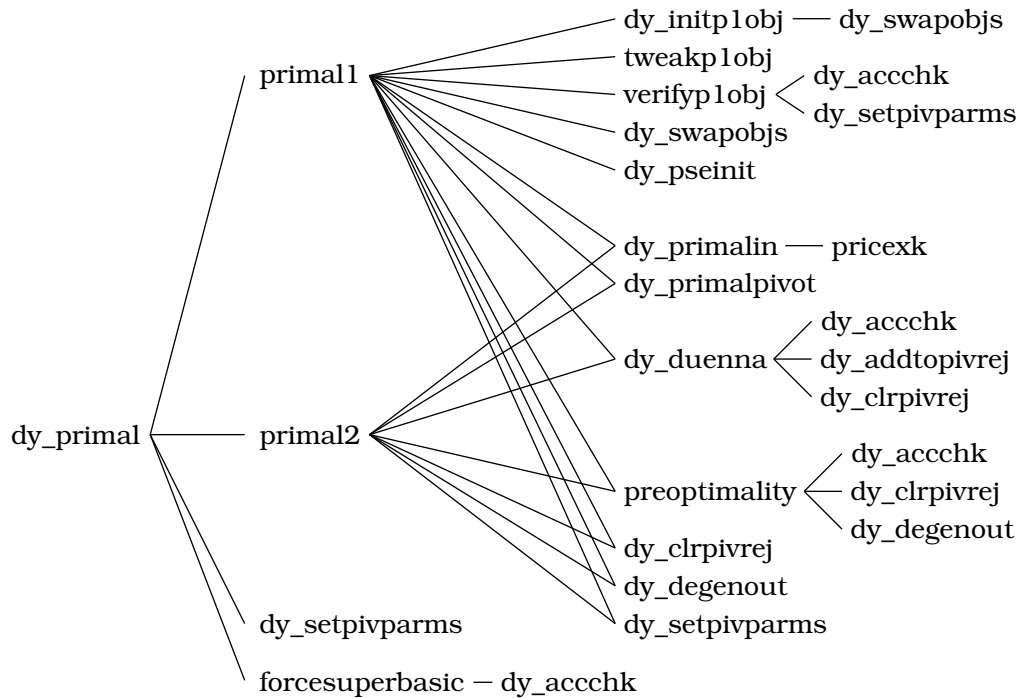 dy_initp1obj dy_swapobjs
tweakp1obj
primal1 dy_accchk
verifyp1obj
dy_setpivparms
dy_swapobjs
dy_pseinit
dy_primalin pricexk
dy_primalpivot
dy_accchk
dy_duenna dy_addtopivrej
dy_clrpivrej
dy_primal primal2
dy_accchk
preoptimality dy_clrpivrej
dy_degenout
dy_clrpivrej
dy_degenout
dy_setpivparms dy_setpivparms
forcesuperbasic dy_accchk